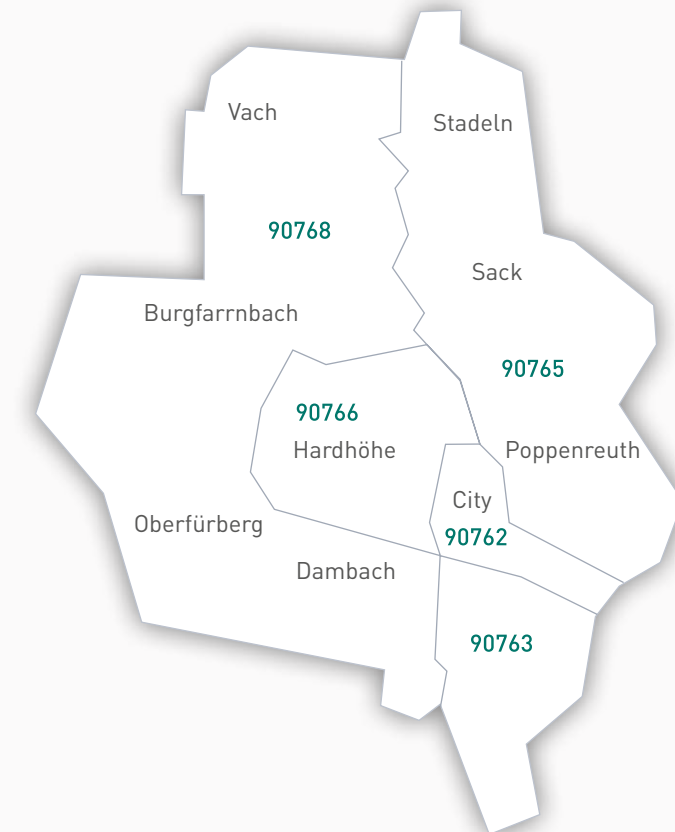 Vach
Stadeln
90768
Sack
Burgfarrnbach
90765
90766
Hardhöhe
Poppenreuth
City
Oberfürberg
90762
Dambach
90763